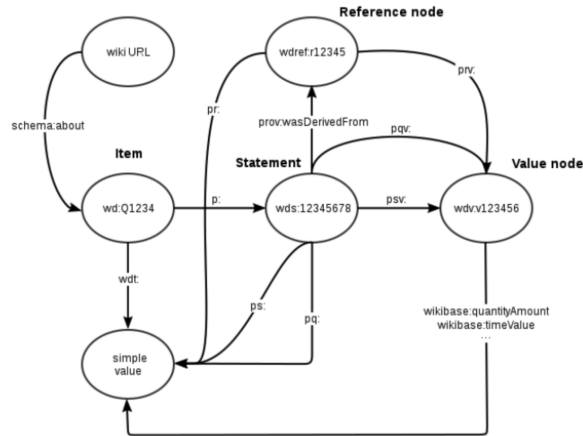 Reference node
wiki URL
wdref:r12345
prv:
pr:
schema:about
prov:wasDerivedFrom
pqv:
Item
Statement
Value node
wd:Q1234
p:
wds:12345678
psv:
wdv:v123456
wdt:
ps:
pq:
wikibase:quantityAmount
wikibase:timeValue
...
simple
value